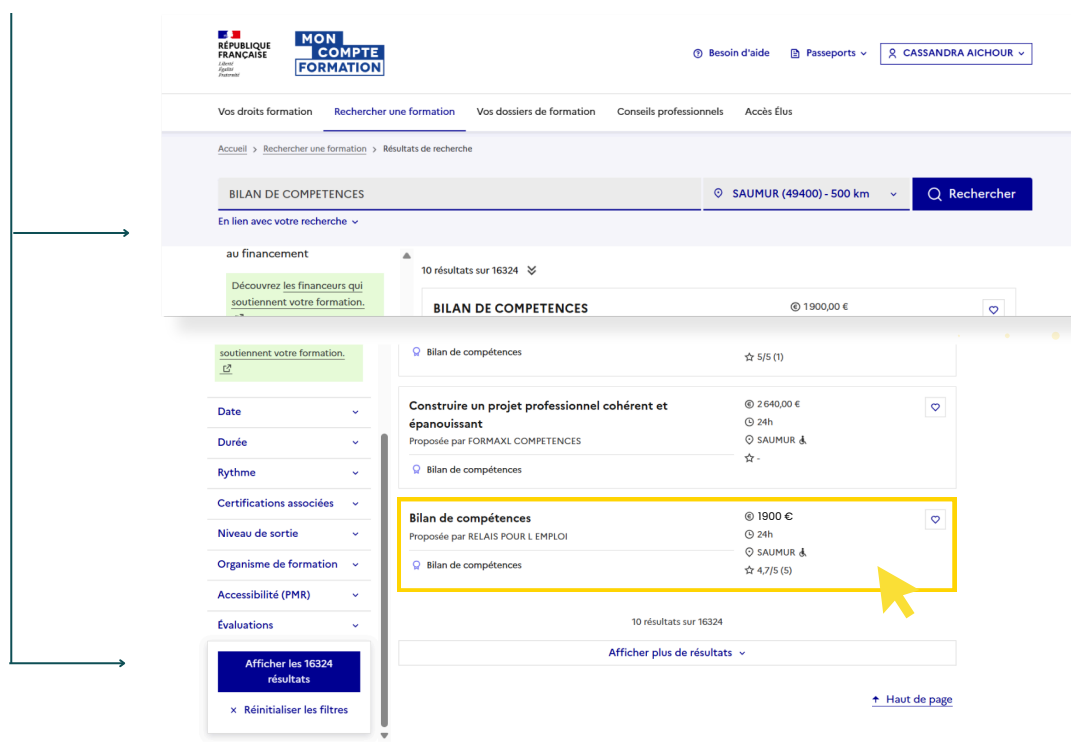 RÉPUBLIQUE
FRANÇAISE
Liberté
Égalité
Fraternité
MON
COMPTE
FORMATION
Besoin d'aide
Passeports
CASSANDRA AICHOUR
Vos droits formation
Rechercher une formation
Vos dossiers de formation
Conseils professionnels
Accès Élus
Accueil > Rechercher une formation > Résultats de recherche
BILAN DE COMPETENCES
SAUMUR (49400) - 500 km
Rechercher
En lien avec votre recherche
au financement
Découvrez les financeurs qui
soutiennent votre formation.
10 résultats sur 16324
BILAN DE COMPETENCES
1 900,00 €
soutiennent votre formation.
Bilan de compétences
5/5 (1)
Date
Durée
Rythme
Certifications associées
Niveau de sortie
Organisme de formation
Accessibilité (PMR)
Évaluations
Construire un projet professionnel cohérent et
épanouissant
Proposée par FORMAXL COMPETENCES
Bilan de compétences
2 640,00 €
24h
SAUMUR
-
Bilan de compétences
Proposée par RELAIS POUR L EMPLOI
Bilan de compétences
1900 €
24h
SAUMUR
4,7/5 (5)
10 résultats sur 16324
Afficher plus de résultats
Afficher les 16324
résultats
× Réinitialiser les filtres
Haut de page